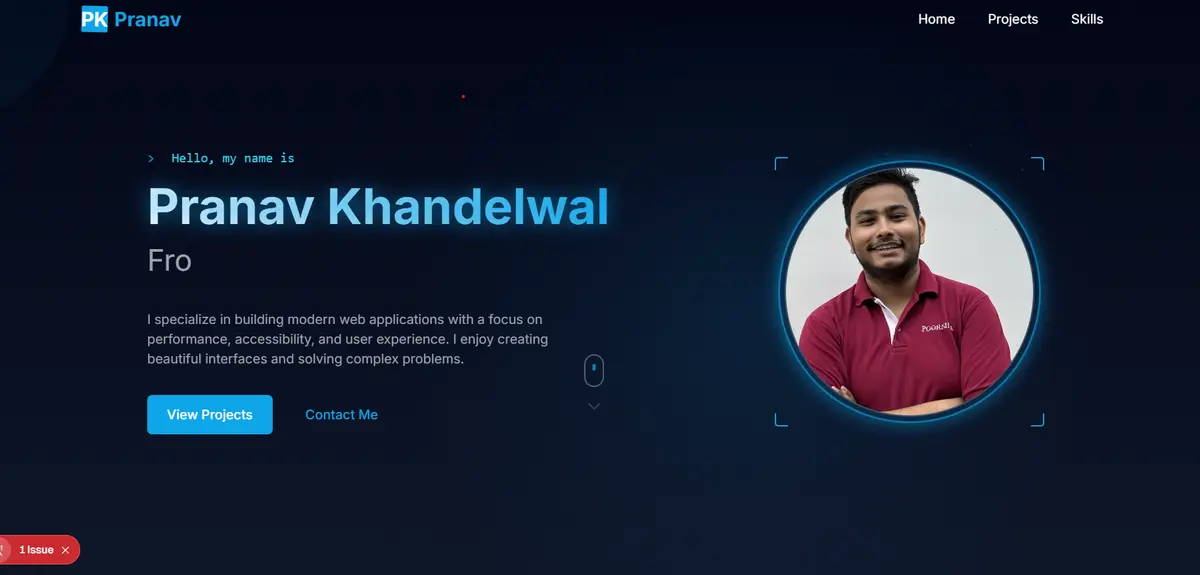 PK Pranav
Home Projects Skills
> Hello, my name is
Pranav Khandelwal
Fro
I specialize in building modern web applications with a focus on
performance, accessibility, and user experience. I enjoy creating
beautiful interfaces and solving complex problems.
View Projects Contact Me
1 Issue